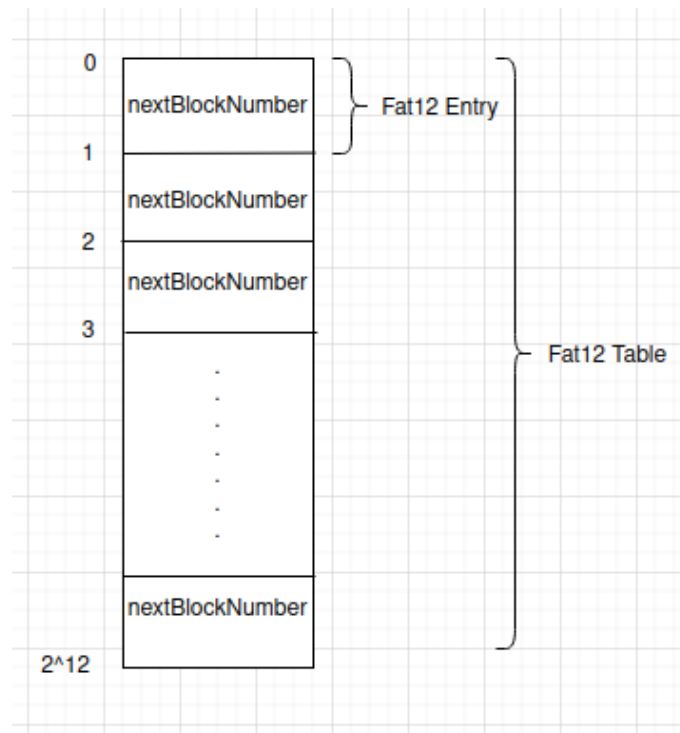 0
nextBlockNumber
Fat12 Entry
1
nextBlockNumber
2
nextBlockNumber
3
Fat12 Table
nextBlockNumber
2^12